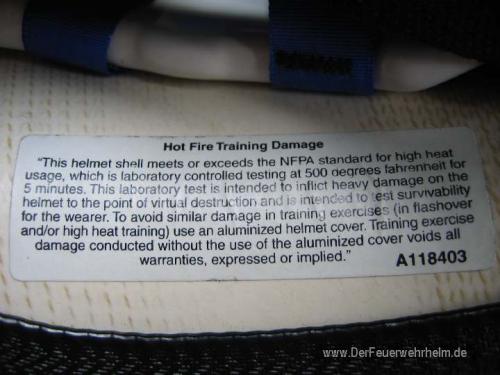 Hot Fire Training Damage
"This helmet shell meets or exceeds the NFPA standard for high heat
usage, which is laboratory controlled testing at 500 degrees fahrenheit for
5 minutes. This laboratory test is intended to inflict heavy damage on the
helmet to the point of virtual destruction and is intended to test survivability
for the wearer. To avoid similar damage in training exercises (in flashover
and/or high heat training) use an aluminized helmet cover. Training exercise
damage conducted without the use of the aluminized cover voids all
warranties, expressed or implied."
A118403
www.DerFeuerwehrhelm.de